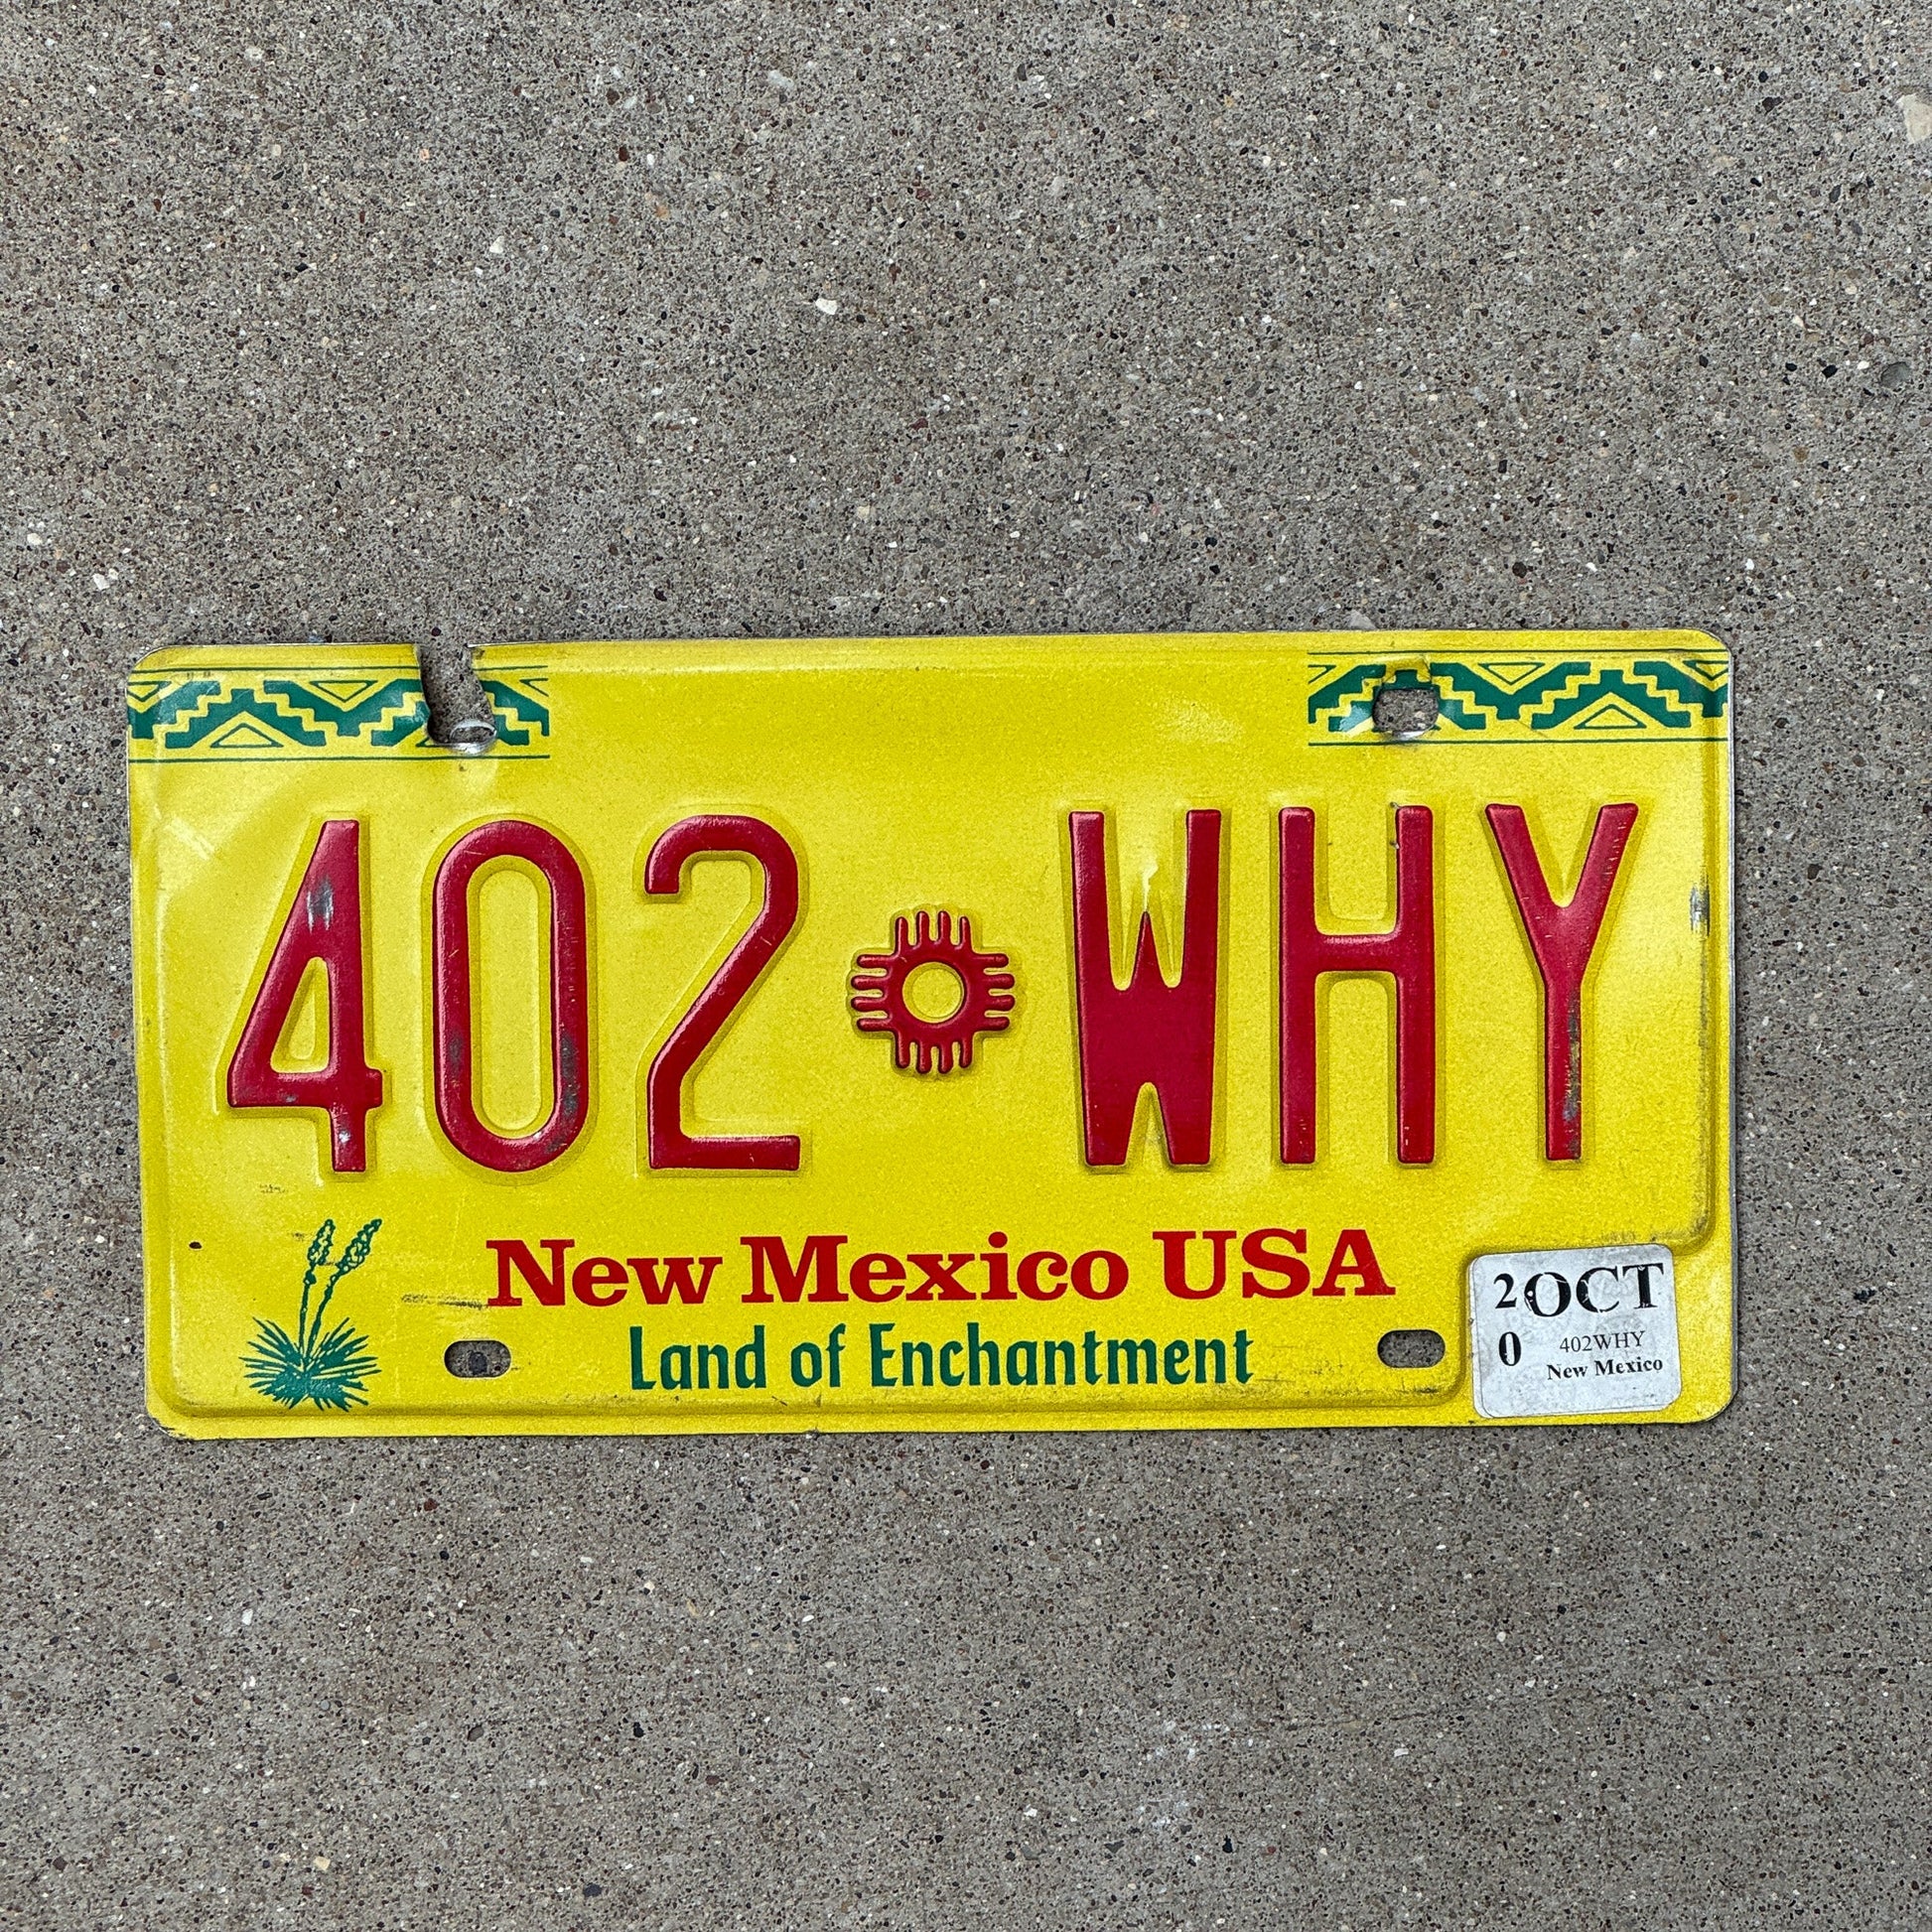 402 WHY
New Mexico USA
Land of Enchantment
2 OCT
0 402WHY
New Mexico